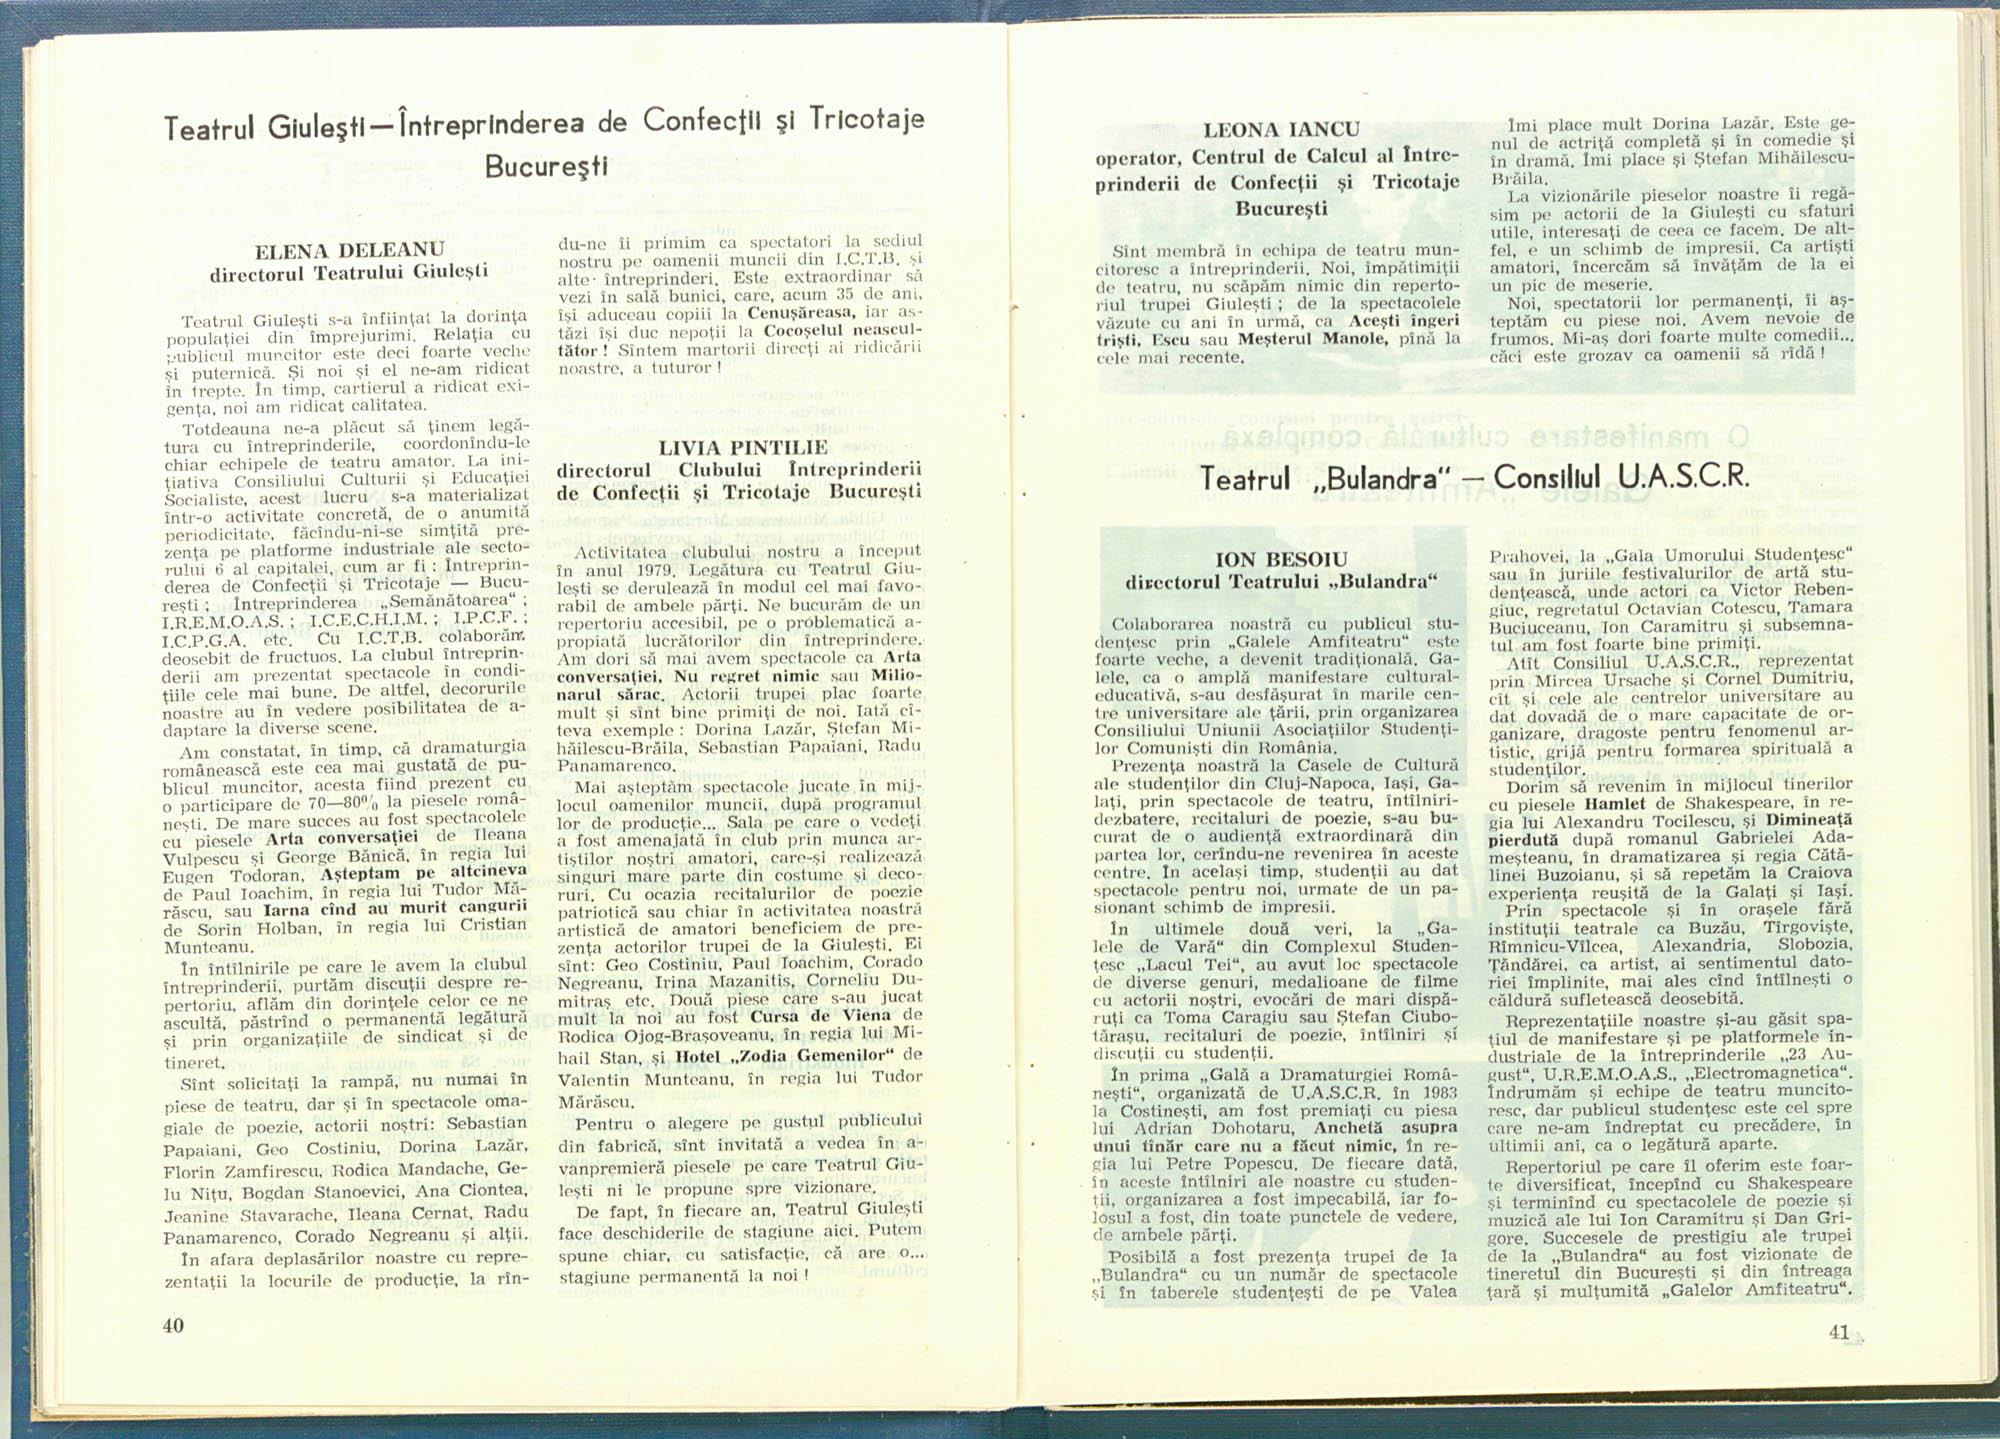 Teatrul Giuleşti—Întreprinderea de Confecţii şi Tricotaje
Bucureşti
ELENA DELEANU
directorul Teatrului Giuleşti
Teatrul Giuleşti s-a înfiinţat la dorinţa
populaţiei din împrejurimi. Relaţia cu
publicul muncitor este deci foarte veche
şi puternică. Şi noi şi el ne-am ridicat
în trepte. În timp, cartierul a ridicat exi-
genţa, noi am ridicat calitatea.
Totdeauna ne-a plăcut să ţinem legă-
tura cu întreprinderile, coordonîndu-le
chiar echipele de teatru amator. La ini-
ţiativa Consiliului Culturii şi Educaţiei
Socialiste, acest lucru s-a materializat
într-o activitate concretă, de o anumită
periodicitate, făcîndu-ni-se simţită pre-
zenţa pe platforme industriale ale secto-
rului 6 al capitalei, cum ar fi : Întreprin-
derea de Confecţii şi Tricotaje — Bucu-
reşti ; Întreprinderea „Semănătoarea“ ;
I.R.E.M.O.A.S. ; I.C.E.C.H.I.M. ; I.P.C.F. ;
I.C.P.G.A. etc. Cu I.C.T.B. colaborăm
deosebit de fructuos. La clubul întreprin-
derii am prezentat spectacole în condi-
ţiile cele mai bune. De altfel, decorurile
noastre au în vedere posibilitatea de a-
daptare la diverse scene.
Am constatat, în timp, că dramaturgia
românească este cea mai gustată de pu-
blicul muncitor, acesta fiind prezent cu
o participare de 70—80% la piesele româ-
neşti. De mare succes au fost spectacolele
cu piesele Arta conversaţiei de Ileana
Vulpescu şi George Bănică, în regia lui
Eugen Todoran, Aşteptam pe altcineva
de Paul Ioachim, în regia lui Tudor Mă-
răscu, sau Iarna cînd au murit cangurii
de Sorin Holban, în regia lui Cristian
Munteanu.
În întîlnirile pe care le avem la clubul
întreprinderii, purtăm discuţii despre re-
pertoriu, aflăm din dorinţele celor ce ne
ascultă, păstrînd o permanentă legătură
şi prin organizaţiile de sindicat şi de
tineret.
Sînt solicitaţi la rampă, nu numai în
piese de teatru, dar şi în spectacole oma-
giale de poezie, actorii noştri: Sebastian
Papaiani, Geo Costiniu, Dorina Lazăr,
Florin Zamfirescu, Rodica Mandache, Ge-
lu Niţu, Bogdan Stanoevici, Ana Ciontea,
Jeanine Stavarache, Ileana Cernat, Radu
Panamarenco, Corado Negreanu şi alţii.
În afara deplasărilor noastre cu repre-
zentaţii la locurile de producţie, la rîn-
du-ne îi primim ca spectatori la sediul
nostru pe oamenii muncii din I.C.T.B. şi
alte întreprinderi. Este extraordinar să
vezi în sală bunici, care, acum 35 de ani,
îşi aduceau copiii la Cenuşăreasa, iar as-
tăzi îşi duc nepoţii la Cocoşelul neascul-
tător ! Sîntem martorii direcţi ai ridicării
noastre, a tuturor !
LIVIA PINTILIE
directorul Clubului Întreprinderii
de Confecţii şi Tricotaje Bucureşti
Activitatea clubului nostru a început
în anul 1979. Legătura cu Teatrul Giu-
leşti se derulează în modul cel mai favo-
rabil de ambele părţi. Ne bucurăm de un
repertoriu accesibil, pe o problematică a-
propiată lucrătorilor din întreprindere.
Am dori să mai avem spectacole ca Arta
conversaţiei, Nu regret nimic sau Milio-
narul sărac. Actorii trupei plac foarte
mult şi sînt bine primiţi de noi. Iată cî-
teva exemple : Dorina Lazăr, Ştefan Mi-
hăilescu-Brăila, Sebastian Papaiani, Radu
Panamarenco.
Mai aşteptăm spectacole jucate în mij-
locul oamenilor muncii, după programul
lor de producţie... Sala pe care o vedeţi
a fost amenajată în club prin munca ar-
tiştilor noştri amatori, care-şi realizează
singuri mare parte din costume şi deco-
ruri. Cu ocazia recitalurilor de poezie
patriotică sau chiar în activitatea noastră
artistică de amatori beneficiem de pre-
zenţa actorilor trupei de la Giuleşti. Ei
sînt: Geo Costiniu, Paul Ioachim, Corado
Negreanu, Irina Mazanitis, Corneliu Du-
mitraş etc. Două piese care s-au jucat
mult la noi au fost Cursa de Viena de
Rodica Ojog-Braşoveanu, în regia lui Mi-
hail Stan, şi Hotel „Zodia Gemenilor“ de
Valentin Munteanu, în regia lui Tudor
Mărăscu.
Pentru o alegere pe gustul publicului
din fabrică, sînt invitată a vedea în a-
vanpremieră piesele pe care Teatrul Giu-
leşti ni le propune spre vizionare.
De fapt, în fiecare an, Teatrul Giuleşti
face deschiderile de stagiune aici. Putem
spune chiar, cu satisfacţie, că are o...
stagiune permanentă la noi !
40
LEONA IANCU
operator, Centrul de Calcul al Între-
prinderii de Confecţii şi Tricotaje
Bucureşti
Sînt membră în echipa de teatru mun-
citoresc a întreprinderii. Noi, împătimiţii
de teatru, nu scăpăm nimic din reperto-
riul trupei Giuleşti ; de la spectacolele
văzute cu ani în urmă, ca Aceşti îngeri
trişti, Escu sau Meşterul Manole, pînă la
cele mai recente.
Îmi place mult Dorina Lazăr. Este ge-
nul de actriţă completă şi în comedie şi
în dramă. Îmi place şi Ştefan Mihăilescu-
Brăila.
La vizionările pieselor noastre îi regă-
sim pe actorii de la Giuleşti cu sfaturi
utile, interesaţi de ceea ce facem. De alt-
fel, e un schimb de impresii. Ca artişti
amatori, încercăm să învăţăm de la ei
un pic de meserie.
Noi, spectatorii lor permanenţi, îi aş-
teptăm cu piese noi. Avem nevoie de
frumos. Mi-aş dori foarte multe comedii...
căci este grozav ca oamenii să rîdă !
Teatrul „Bulandra“ — Consiliul U.A.S.C.R.
ION BESOIU
directorul Teatrului „Bulandra“
Colaborarea noastră cu publicul stu-
denţesc prin „Galele Amfiteatru“ este
foarte veche, a devenit tradiţională. Ga-
lele, ca o amplă manifestare cultural-
educativă, s-au desfăşurat în marile cen-
tre universitare ale ţării, prin organizarea
Consiliului Uniunii Asociaţiilor Studenţi-
lor Comunişti din România.
Prezenţa noastră la Casele de Cultură
ale studenţilor din Cluj-Napoca, Iaşi, Ga-
laţi, prin spectacole de teatru, întîlniri-
dezbatere, recitaluri de poezie, s-au bu-
curat de o audienţă extraordinară din
partea lor, cerîndu-ne revenirea în aceste
centre. În acelaşi timp, studenţii au dat
spectacole pentru noi, urmate de un pa-
sionant schimb de impresii.
În ultimele două veri, la „Ga-
lele de Vară“ din Complexul Studen-
ţesc „Lacul Tei“, au avut loc spectacole
de diverse genuri, medalioane de filme
cu actorii noştri, evocări de mari dispă-
ruţi ca Toma Caragiu sau Ştefan Ciubo-
tăraşu, recitaluri de poezie, întîlniri şi
discuţii cu studenţii.
În prima „Gală a Dramaturgiei Româ-
neşti“, organizată de U.A.S.C.R. în 1983
la Costineşti, am fost premiaţi cu piesa
lui Adrian Dohotaru, Anchetă asupra
unui tînăr care nu a făcut nimic, în re-
gia lui Petre Popescu. De fiecare dată,
în aceste întîlniri ale noastre cu studen-
ţii, organizarea a fost impecabilă, iar fo-
losul a fost, din toate punctele de vedere,
de ambele părţi.
Posibilă a fost prezenţa trupei de la
„Bulandra“ cu un număr de spectacole
şi în taberele studenţeşti de pe Valea
Prahovei, la „Gala Umorului Studenţesc“
sau în juriile festivalurilor de artă stu-
denţească, unde actori ca Victor Reben-
giuc, regretatul Octavian Cotescu, Tamara
Buciuceanu, Ion Caramitru şi subsemna-
tul am fost foarte bine primiţi.
Atît Consiliul U.A.S.C.R., reprezentat
prin Mircea Ursache şi Cornel Dumitriu,
cît şi cele ale centrelor universitare au
dat dovadă de o mare capacitate de or-
ganizare, dragoste pentru fenomenul ar-
tistic, grijă pentru formarea spirituală a
studenţilor.
Dorim să revenim în mijlocul tinerilor
cu piesele Hamlet de Shakespeare, în re-
gia lui Alexandru Tocilescu, şi Dimineaţă
pierdută după romanul Gabrielei Ada-
meşteanu, în dramatizarea şi regia Cătă-
linei Buzoianu, şi să repetăm la Craiova
experienţa reuşită de la Galaţi şi Iaşi.
Prin spectacole şi în oraşele fără
instituţii teatrale ca Buzău, Tîrgovişte,
Rîmnicu-Vîlcea, Alexandria, Slobozia,
Ţăndărei, ca artist, ai sentimentul dato-
riei împlinite, mai ales cînd întîlneşti o
căldură sufletească deosebită.
Reprezentaţiile noastre şi-au găsit spa-
ţiul de manifestare şi pe platformele in-
dustriale de la întreprinderile „23 Au-
gust“, U.R.E.M.O.A.S., „Electromagnetica“.
Îndrumăm şi echipe de teatru muncito-
resc, dar publicul studenţesc este cel spre
care ne-am îndreptat cu precădere, în
ultimii ani, ca o legătură aparte.
Repertoriul pe care îl oferim este foar-
te diversificat, începînd cu Shakespeare
şi terminînd cu spectacolele de poezie şi
muzică ale lui Ion Caramitru şi Dan Gri-
gore. Succesele de prestigiu ale trupei
de la „Bulandra“ au fost vizionate de
tineretul din Bucureşti şi din întreaga
ţară şi mulţumită „Galelor Amfiteatru“.
41